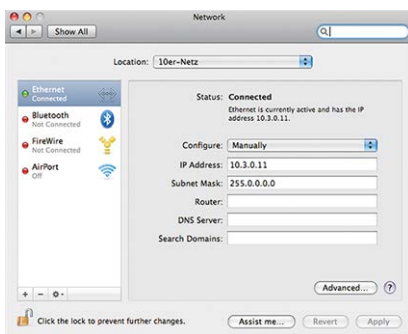 Network
Show All
Location: 10er-Netz
Ethernet
Connected
Bluetooth
Not Connected
FireWire
Not Connected
AirPort
Off
Status: Connected
Ethernet is currently active and has the IP
address 10.3.0.11.
Configure: Manually
IP Address: 10.3.0.11
Subnet Mask: 255.0.0.0
Router:
DNS Server:
Search Domains:
Advanced... ?
Click the lock to prevent further changes.
Assist me... Revert Apply